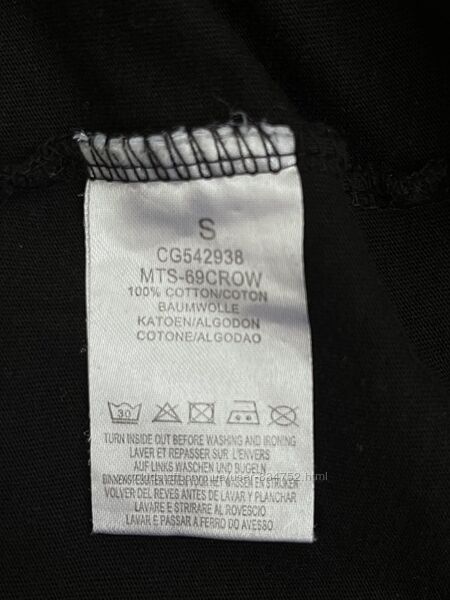 S
CG542938
MTS-69CROW
100% COTTON/COTON
BAUMWOLLE
KATOEN/ALGODON
COTONE/ALGODAO
30
TURN INSIDE OUT BEFORE WASHING AND IRONING
LAVER ET REPASSER SUR L'ENVERS
AUF LINKS WASCHEN UND BUGELN
VOLVER DEL REVES ANTES DE LAVAR Y PLANCHAR
LAVARE E STIRARE AL ROVESCIO
LAVAR E PASSAR A FERRO DO AVESSO